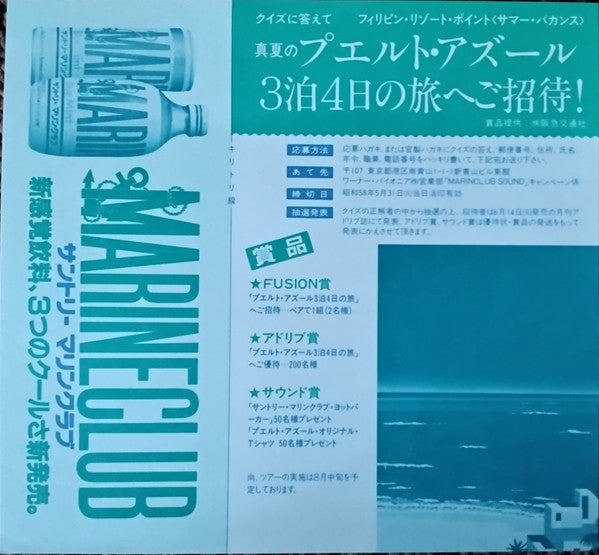 クイズに答えて　フィリピン・リゾート・ポイント〈サマー・バカンス〉
真夏のプエルト・アズール
3泊4日の旅へご招待!
賞品提供：㈱阪急交通社
応募方法　応募ハガキ、または官製ハガキにクイズの答え、郵便番号、住所、氏名、
年令、職業、電話番号をハッキリ書いて、下記宛お送り下さい。
あて先　〒107 東京都港区南青山1-1-1新青山ビル東館
ワーナー・パイオニア㈱営業部「MARINCLUB SOUND」キャンペーン係
締切日　昭和58年5月31日㈫当日消印有効
抽選発表　クイズの正解者の中から抽選の上、招待者は6月14日㈫発売の月刊ア
ドリブ誌にて発表、アドリブ賞、サウンド賞は優待状・賞品の発送をもって
発表にかえさせて頂きます。
賞品
★FUSION賞
「プエルト・アズール3泊4日の旅」
へご招待…ペアで1組(2名様)
★アドリブ賞
「プエルト・アズール3泊4日の旅」
へご優待…200名様
★サウンド賞
「サントリー・マリンクラブ・ヨットパ
ーカー」50名様プレゼント
「プエルト・アズール・オリジナル・
Tシャツ 50名様プレゼント
尚、ツアーの実施は8月中旬を予
定しております。
キリトリ線
MARINECLUB
サントリー マリンクラブ
新感覚飲料、3つのクールさ新発売。
MARIN
サントリー マリンクラブ